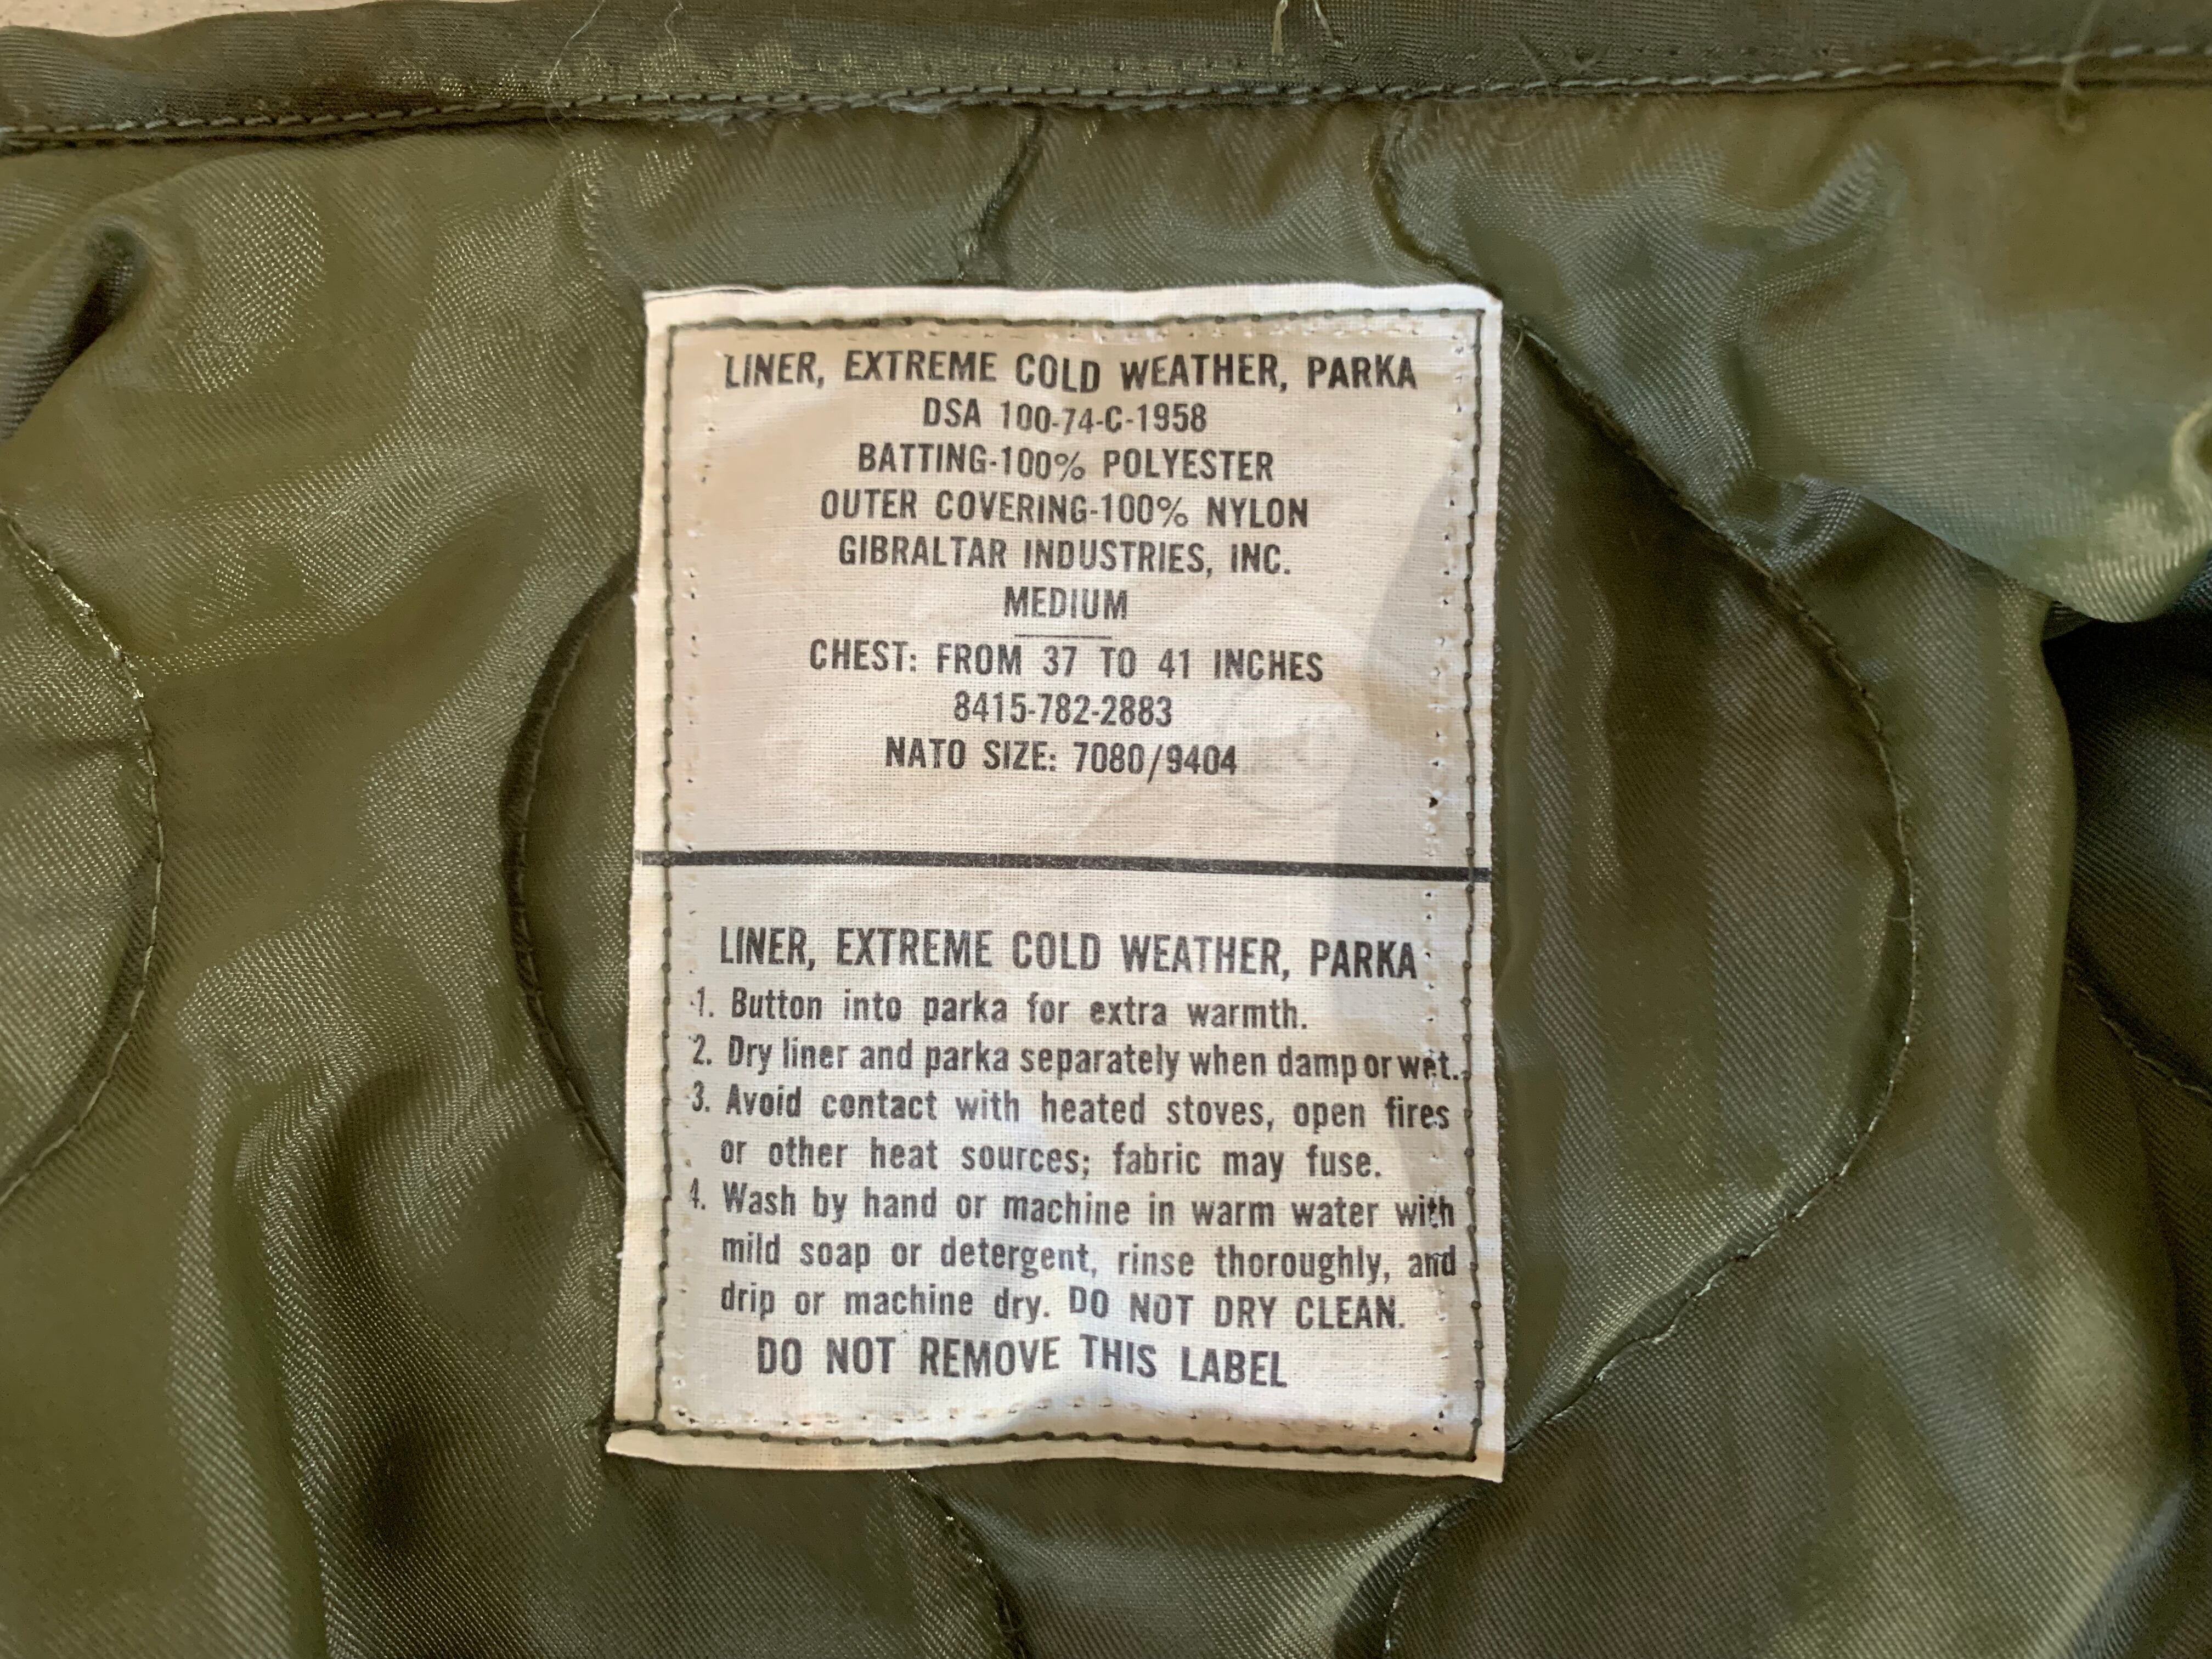 LINER, EXTREME COLD WEATHER, PARKA
DSA 100-74-C-1958
BATTING-100% POLYESTER
OUTER COVERING-100% NYLON
GIBRALTAR INDUSTRIES, INC.
MEDIUM
CHEST: FROM 37 TO 41 INCHES
8415-782-2883
NATO SIZE: 7080/9404
LINER, EXTREME COLD WEATHER, PARKA
1. Button into parka for extra warmth.
2. Dry liner and parka separately when damp or wet.
3. Avoid contact with heated stoves, open fires
or other heat sources; fabric may fuse.
4. Wash by hand or machine in warm water with
mild soap or detergent, rinse thoroughly, and
drip or machine dry. DO NOT DRY CLEAN.
DO NOT REMOVE THIS LABEL